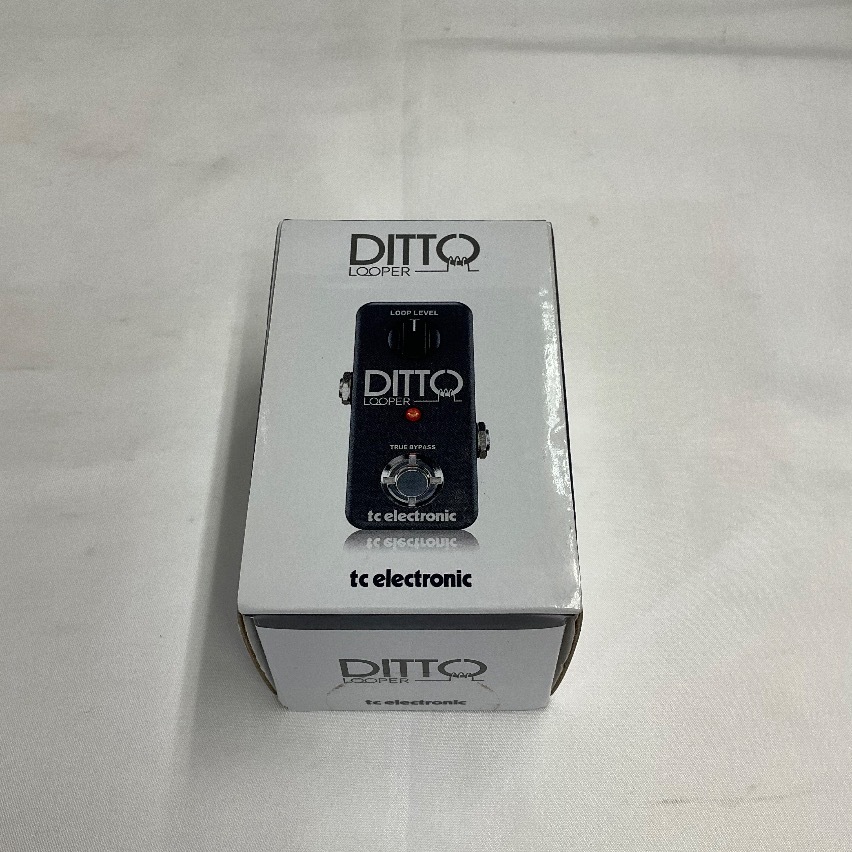 DITTO
LOOPER
LOOP LEVEL
DITTO
LOOPER
TRUE BYPASS
tc electronic
tc electronic
tc electronic
DITTO
LOOPER
tc electronic